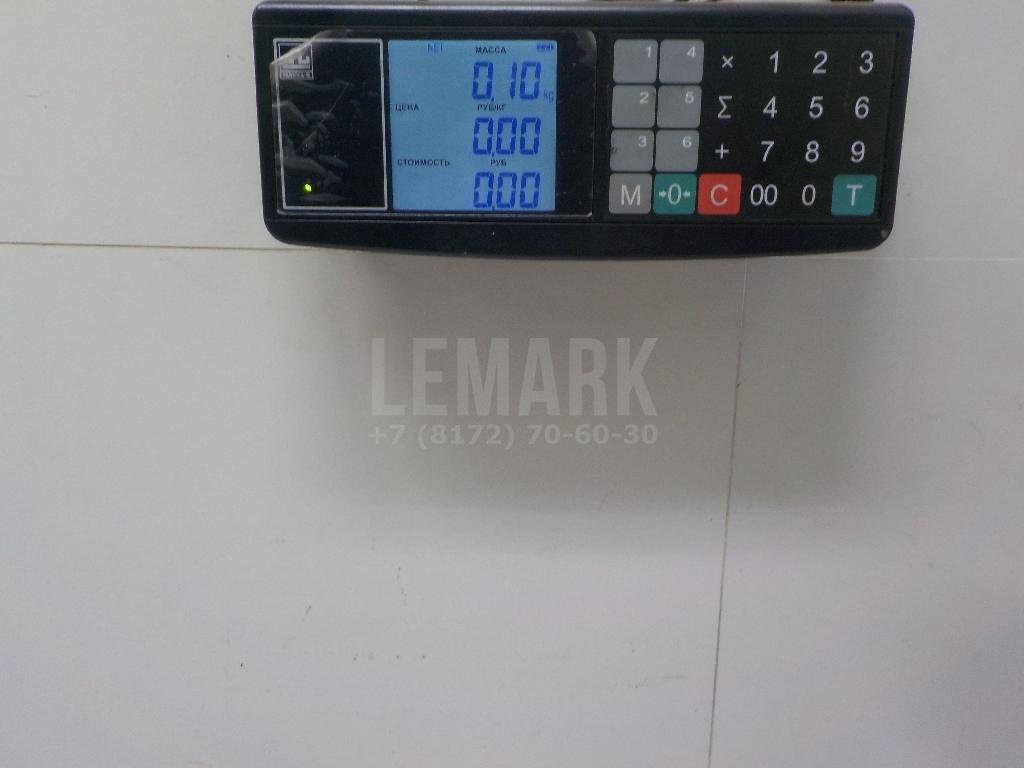 НЕТ МАССА
0,10 kg
ЦЕНА РУБ/КГ
0,00
СТОИМОСТЬ РУБ
0,00
1 4 × 1 2 3
2 5 Σ 4 5 6
3 6 + 7 8 9
M →0← C 00 0 T
LEMARK
+7 (8172) 70-60-30